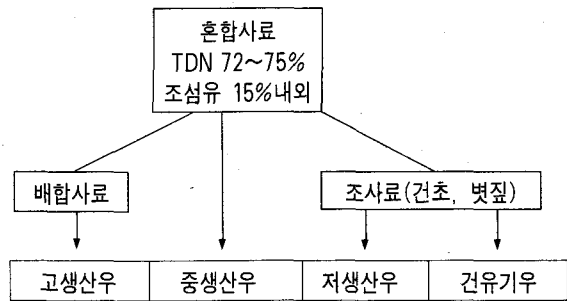 혼합사료
TDN 72~75%
조섬유 15%내외
배합사료
조사료(건초, 볏짚)
고생산우
중생산우
저생산우
건유기우